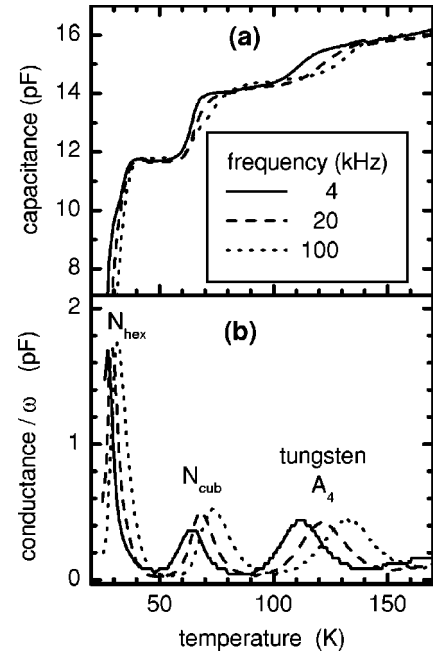 (a)
capacitance (pF)
16
14
12
10
8
frequency (kHz)
4
20
100
(b)
conductance / ω (pF)
2
1
0
N_hex
N_cub
tungsten
A_4
50
100
150
temperature (K)